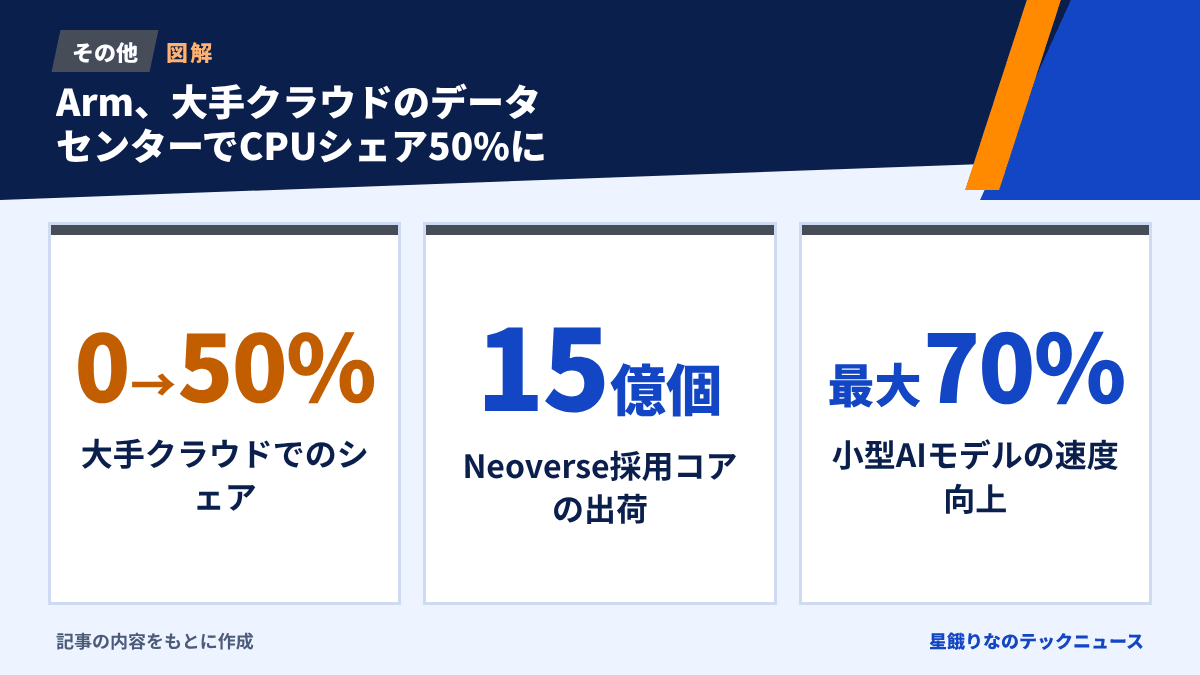 その他 図解
Arm、大手クラウドのデータ
センターでCPUシェア50%に
0→50%
大手クラウドでのシ
ェア
15億個
Neoverse採用コア
の出荷
最大70%
小型AIモデルの速度
向上
記事の内容をもとに作成
星餓りなのテックニュース